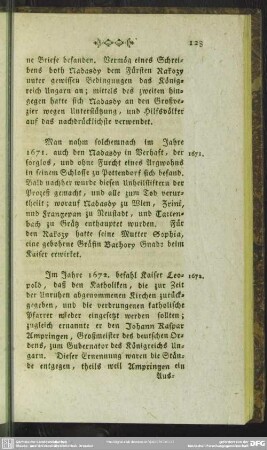 125
ne Briefe befanden. Vermög eines Schrei-
bens both Nadasdy dem Fürsten Rakozy
unter gewissen Bedingungen das König-
reich Ungarn an; mittels des zweiten hin-
gegen hatte sich Nadasdy an den Großve-
zier wegen Unterstützung, und Hilfsvölker
auf das nachdrücklichste verwendet.
Man nahm solchemnach im Jahre
1671. auch den Nadasdy in Verhaft, der 1671.
sorglos, und ohne Furcht eines Argwohns
in seinem Schlosse zu Pottendorf sich befand.
Bald nachher wurde diesen Unheilstiftern der
Prozeß gemacht, und alle zum Tod verur-
theilt; worauf Nadasdy zu Wien, Zrini,
und Frangepan zu Neustadt, und Tatten-
bach zu Grätz enthauptet wurden. Für
den Rakozy hatte seine Mutter Sophia,
eine gebohrne Gräfin Bathory Gnade beim
Kaiser erwirket.
Im Jahre 1672. befahl Kaiser Leo- 1672.
pold, daß den Katholiken, die zur Zeit
der Unruhen abgenommenen Kirchen zurück-
gegeben, und die verdrungenen katholische
Pfarrer wieder eingesetzt werden sollten;
zugleich ernannte er den Johann Kaspar
Ampringen, Großmeister des deutschen Or-
dens, zum Gubernator des Königreichs Un-
garn. Dieser Ernennung waren die Stän-
de entgegen, theils weil Ampringen ein
Aus-